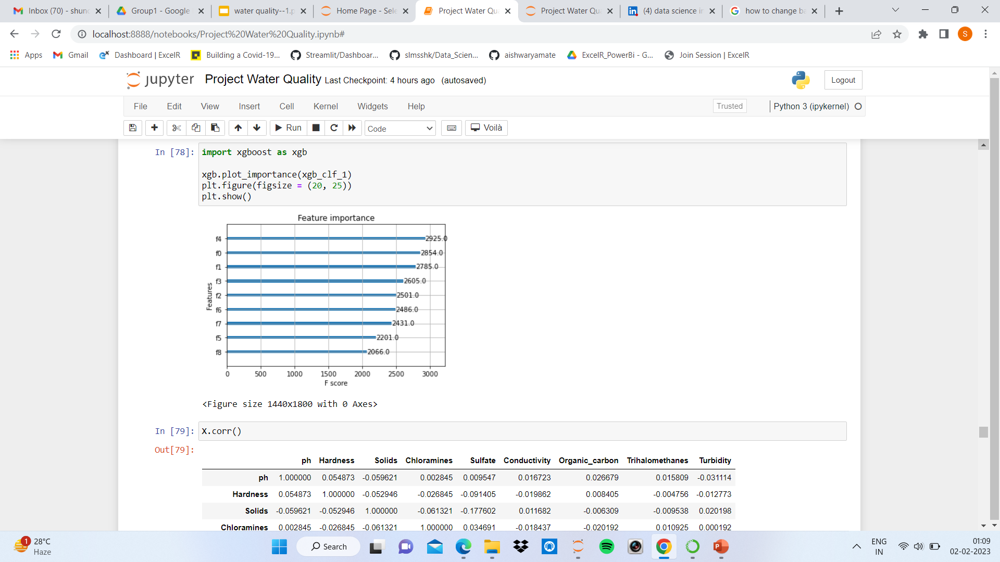 Inbox (70) - shun
Group1 - Google
water quality--1.p
Home Page - Sele
Project Water Qu
Project Water Qu
(4) data science in
how to change ba
localhost:8888/notebooks/Project%20Water%20Quality.ipynb#
S
Apps
Gmail
Dashboard | ExcelR
Building a Covid-19...
Streamlit/Dashboar...
slmsshk/Data_Scien...
aishwaryamate
ExcelR_PowerBi - G...
Join Session | ExcelR
jupyter Project Water Quality Last Checkpoint: 4 hours ago (autosaved)
Logout
File Edit View Insert Cell Kernel Widgets Help
Trusted
Python 3 (ipykernel)
Run
Code
Voilà
In [78]:
import xgboost as xgb
xgb.plot_importance(xgb_clf_1)
plt.figure(figsize = (20, 25))
plt.show()
Feature importance
Features
f4 2925.0
f0 2854.0
f1 2785.0
f3 2605.0
f2 2501.0
f6 2486.0
f7 2431.0
f5 2201.0
f8 2066.0
0 500 1000 1500 2000 2500 3000
F score
<Figure size 1440x1800 with 0 Axes>
In [79]: X.corr()
Out[79]:
ph Hardness Solids Chloramines Sulfate Conductivity Organic_carbon Trihalomethanes Turbidity
ph 1.000000 0.054873 -0.059621 0.002845 0.009547 0.016723 0.026679 0.015809 -0.031114
Hardness 0.054873 1.000000 -0.052946 -0.026845 -0.091405 -0.019862 0.008405 -0.004756 -0.012773
Solids -0.059621 -0.052946 1.000000 -0.061321 -0.177602 0.011682 -0.006309 -0.009538 0.020198
Chloramines 0.002845 -0.026845 -0.061321 1.000000 0.034691 -0.018437 -0.020192 0.010925 0.000192
1
28°C
Haze
Search
ENG
IN
01:09
02-02-2023